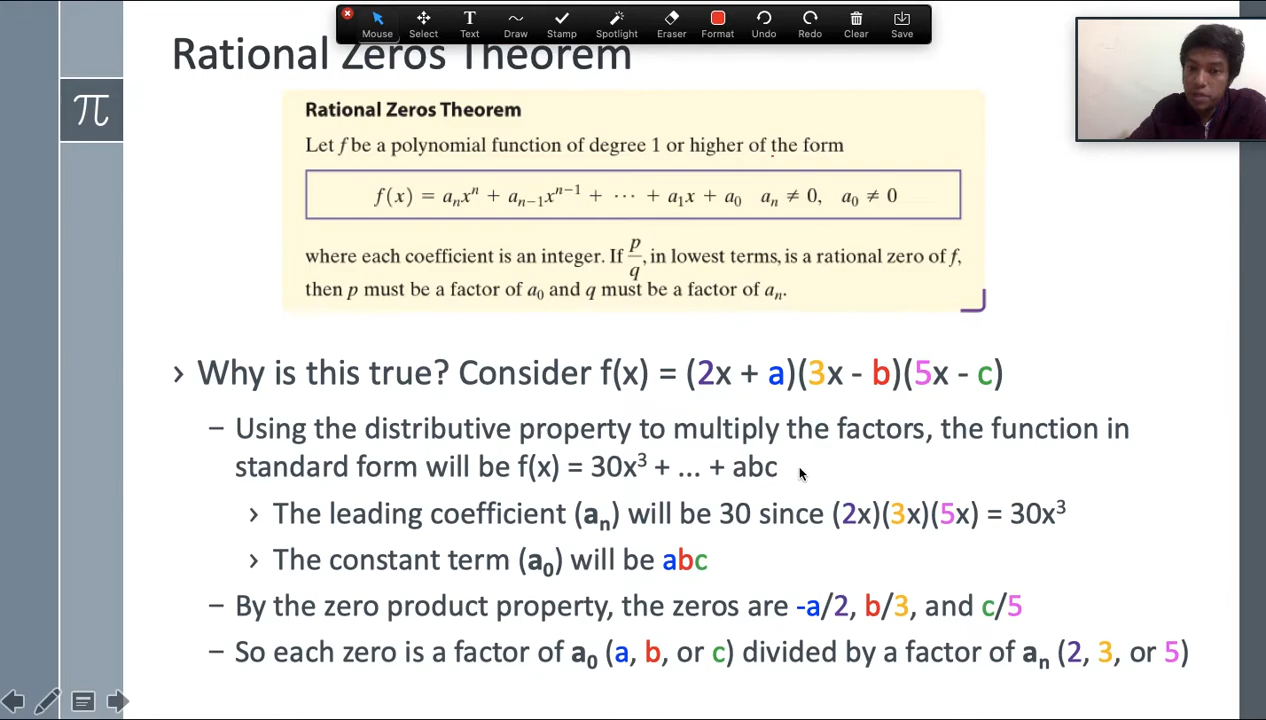 Mouse Select Text Draw Stamp Spotlight Eraser Format Undo Redo Clear Save
Rational Zeros Theorem
π
Rational Zeros Theorem
Let f be a polynomial function of degree 1 or higher of the form
f(x) = aₙxⁿ + aₙ₋₁xⁿ⁻¹ + ⋯ + a₁x + a₀ aₙ ≠ 0, a₀ ≠ 0
where each coefficient is an integer. If p/q, in lowest terms, is a rational zero of f,
then p must be a factor of a₀ and q must be a factor of aₙ.
› Why is this true? Consider f(x) = (2x + a)(3x - b)(5x - c)
– Using the distributive property to multiply the factors, the function in
standard form will be f(x) = 30x³ + ... + abc
› The leading coefficient (aₙ) will be 30 since (2x)(3x)(5x) = 30x³
› The constant term (a₀) will be abc
– By the zero product property, the zeros are -a/2, b/3, and c/5
– So each zero is a factor of a₀ (a, b, or c) divided by a factor of aₙ (2, 3, or 5)